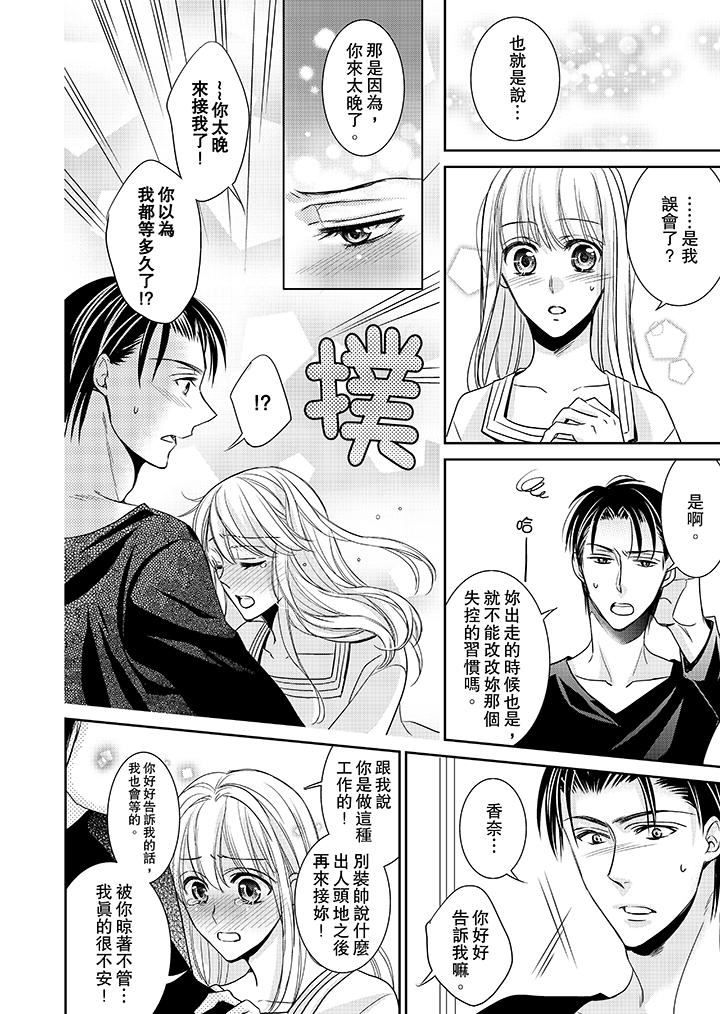 也就是說…
……是我
誤會了？
是啊。
哈
妳出走的時候也是，
就不能改改妳那個
失控的習慣嗎。
香奈…
你好好
告訴我嘛。
那是因為，
你來太晚了。
~~你太晚
來接我了！
你以為
我都等多久了!?
!?
撲
跟我說
你是做這種
工作的！
別裝帥說什麼
出人頭地之後
再來接妳！
你好好告訴我的話，
我也會等的。
被你晾著不管…
我真的很不安！